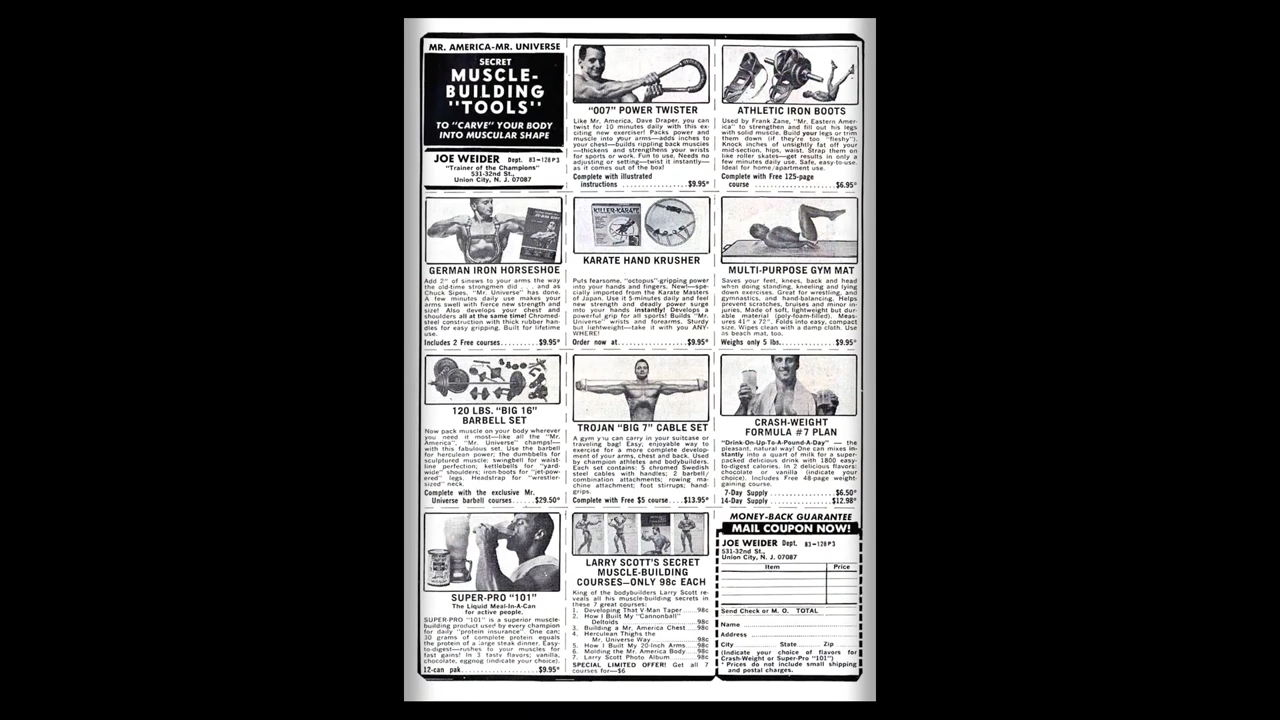 MR. AMERICA-MR. UNIVERSE
SECRET
MUSCLE-
BUILDING
"TOOLS"
TO "CARVE" YOUR BODY
INTO MUSCULAR SHAPE
JOE WEIDER Dept. 83-128P3
"Trainer of the Champions"
531-32nd St.,
Union City, N. J. 07087
"007" POWER TWISTER
Like Mr. America, Dave Draper, you can
twist for 10 minutes daily with this ex-
citing new exerciser! Packs power and
muscle into your arms—adds inches to
your chest—builds rippling back muscles
—thickens and strengthens your wrists
for sports or work. Fun to use. Needs no
adjusting or setting—twist it instantly—
as it comes out of the box!
Complete with illustrated
instructions ................$9.95*
ATHLETIC IRON BOOTS
Used by Frank Zane, "Mr. Eastern Amer-
ica" to strengthen and fill out his legs
with solid muscle. Build your legs or trim
them down (if they're too "fleshy").
Knock inches of unsightly fat off your
mid-section, hips, waist. Strap them on
like roller skates—get results in only a
few minutes daily use. Safe, easy-to-use.
Ideal for home/apartment use.
Complete with Free 125-page
course ....................$6.95*
GERMAN IRON HORSESHOE
Add 2" of sinews to your arms the way
the old-time strongmen did . . . and as
Chuck Sipes, "Mr. Universe" has done.
A few minutes daily use makes your
arms swell with fierce new strength and
size! Also develops your chest and
shoulders all at the same time! Chromed-
steel construction with thick rubber han-
dles for easy gripping. Built for lifetime
use.
Includes 2 Free courses..........$9.95*
KILLER-KARATE
KARATE HAND KRUSHER
Puts fearsome, "octopus"-gripping power
into your hands and fingers. New!—spe-
cially imported from the Karate Masters
of Japan. Use it 5-minutes daily and feel
new strength and deadly power surge
into your hands instantly! Develops a
powerful grip for all sports! Builds "Mr.
Universe" wrists and forearms. Sturdy
but lightweight—take it with you ANY-
WHERE!
Order now at.................$9.95*
MULTI-PURPOSE GYM MAT
Saves your feet, knees, back and head
when doing standing, kneeling and lying
down exercises. Great for wrestling, and
gymnastics, and hand-balancing. Helps
prevent scratches, bruises and minor in-
juries. Made of soft, lightweight but dur-
able material (poly-foam-filled). Meas-
ures 41" x 72". Folds into easy, compact
size. Wipes clean with a damp cloth. Use
as beach mat, too.
Weighs only 5 lbs..............$9.95*
120 LBS. "BIG 16"
BARBELL SET
Now pack muscle on your body wherever
you need it most—like all the "Mr.
America", "Mr. Universe" champs!—
with this fabulous set. Use the barbell
for herculean power; the dumbbells for
sculptured muscle; swingbell for waist-
line perfection; kettlebells for "yard-
wide" shoulders; iron-boots for "jet-pow-
ered" legs. Headstrap for "wrestler-
sized" neck.
Complete with the exclusive Mr.
Universe barbell courses.....$29.50*
TROJAN "BIG 7" CABLE SET
A gym you can carry in your suitcase or
traveling bag! Easy, enjoyable way to
exercise for a more complete develop-
ment of your arms, chest and back. Used
by champion athletes and bodybuilders.
Each set contains: 5 chromed Swedish
steel cables with handles; 2 barbell/
combination attachments; rowing ma-
chine attachment; foot stirrups; hand-
grips.
Complete with Free $5 course....$13.95*
CRASH-WEIGHT
FORMULA #7 PLAN
"Drink-On-Up-To-A-Pound-A-Day" — the
pleasant, natural way! One can mixes in-
stantly into a quart of milk for a super-
packed delicious drink with 1800 easy-
to-digest calories. In 2 delicious flavors:
chocolate or vanilla (indicate your
choice). Includes Free 48-page weight-
gaining course.
7-Day Supply ..................$6.50*
14-Day Supply ................$12.98*
SUPER-PRO "101"
The Liquid Meal-In-A-Can
for active people.
SUPER-PRO "101" is a superior muscle-
building product used by every champion
for daily "protein insurance". One can;
30 grams of complete protein equals
the protein of a large steak dinner. Easy-
to-digest—rushes to your muscles for
fast gains! In 3 tasty flavors; vanilla,
chocolate, eggnog (indicate your choice).
12-can pak....................$9.95*
LARRY SCOTT'S SECRET
MUSCLE-BUILDING
COURSES—ONLY 98c EACH
King of the bodybuilders Larry Scott re-
veals all his muscle-building secrets in
these 7 great courses:
1. Developing That V-Man Taper......98c
2. How I Built My "Cannonball"
Deltoids ................98c
3. Building a Mr. America Chest......98c
4. Herculean Thighs the
Mr. Universe Way............98c
5. How I Built My 20-Inch Arms.....98c
6. Molding the Mr. America Body....98c
7. Larry Scott Photo Album.........98c
SPECIAL LIMITED OFFER! Get all 7
courses for—$6
MONEY-BACK GUARANTEE
MAIL COUPON NOW!
JOE WEIDER Dept. 83-128P3
531-32nd St.,
Union City, N. J. 07087
Item Price
Send Check or M. O. TOTAL
Name
Address
City State Zip
(Indicate your choice of flavors for
Crash-Weight or Super-Pro "101")
* Prices do not include small shipping
and postal charges.